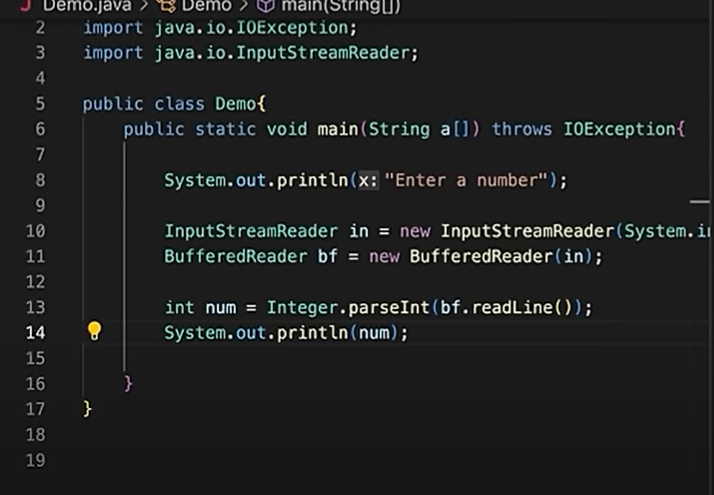 Demo.java > Demo > main(String[])
2 import java.io.IOException;
3 import java.io.InputStreamReader;
4
5 public class Demo{
6 public static void main(String a[]) throws IOException{
7
8 System.out.println(x: "Enter a number");
9
10 InputStreamReader in = new InputStreamReader(System.in
11 BufferedReader bf = new BufferedReader(in);
12
13 int num = Integer.parseInt(bf.readLine());
14 System.out.println(num);
15
16 }
17 }
18
19